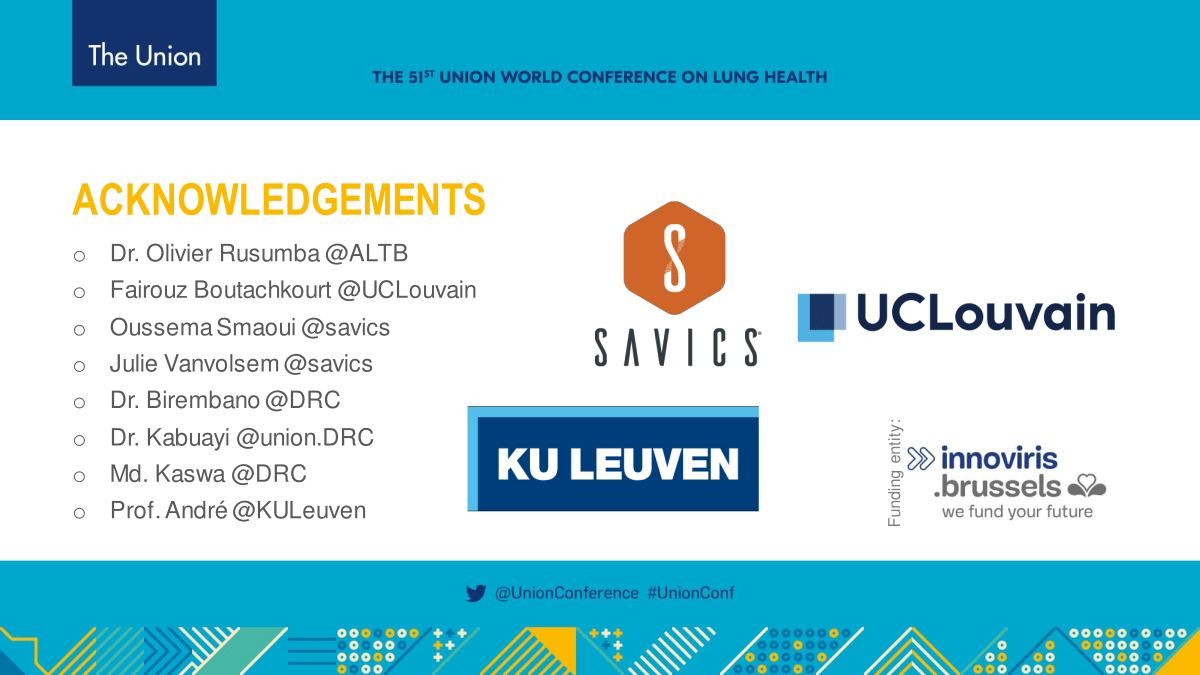 The Union
THE 51ST UNION WORLD CONFERENCE ON LUNG HEALTH
ACKNOWLEDGEMENTS
o Dr. Olivier Rusumba @ALTB
o Fairouz Boutachkourt @UCLouvain
o Oussema Smaoui @savics
o Julie Vanvolsem @savics
o Dr. Birembano @DRC
o Dr. Kabuayi @union.DRC
o Md. Kaswa @DRC
o Prof. André @KULeuven
S
SAVICS®
UCLouvain
KU LEUVEN
Funding entity:
innoviris
.brussels
we fund your future
@UnionConference #UnionConf